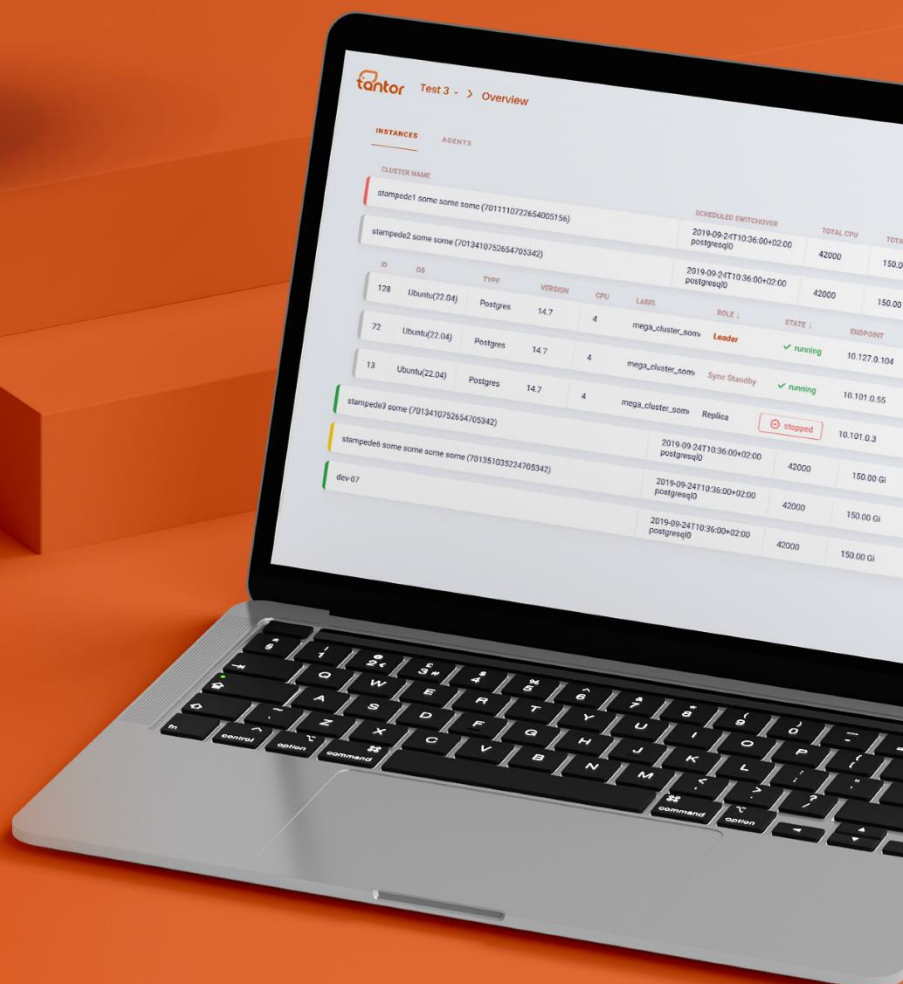 tantor Test 3 > Overview
INSTANCES AGENTS
CLUSTER NAME SCHEDULED SWITCHOVER TOTAL CPU
stampede1 some some some (7011110722654005156) 2019-09-24T10:36:00+02:00 42000
postgresql0
stampede2 some some (7013410752654705342) 2019-09-24T10:36:00+02:00 42000 150.00
postgresql0
ID OS TYPE VERSION CPU LABEL ROLE ↓ STATE ↓ ENDPOINT
128 Ubuntu(22.04) Postgres 14.7 4 mega_cluster_som Leader ✓ running 10.127.0.104
72 Ubuntu(22.04) Postgres 14.7 4 mega_cluster_som Sync Standby ✓ running 10.101.0.55
13 Ubuntu(22.04) Postgres 14.7 4 mega_cluster_som Replica stopped 10.101.0.3
stampede3 some (7013410752654705342) 2019-09-24T10:36:00+02:00 42000 150.00 Gi
postgresql0
stampede6 some some some some (701351035224705342) 2019-09-24T10:36:00+02:00 42000 150.00 Gi
postgresql0
dev-07 2019-09-24T10:36:00+02:00 42000 150.00 Gi
postgresql0
Q W E R T Y U I O P
A S D F G H J K L
Z X C V B N M
fn control option command command option